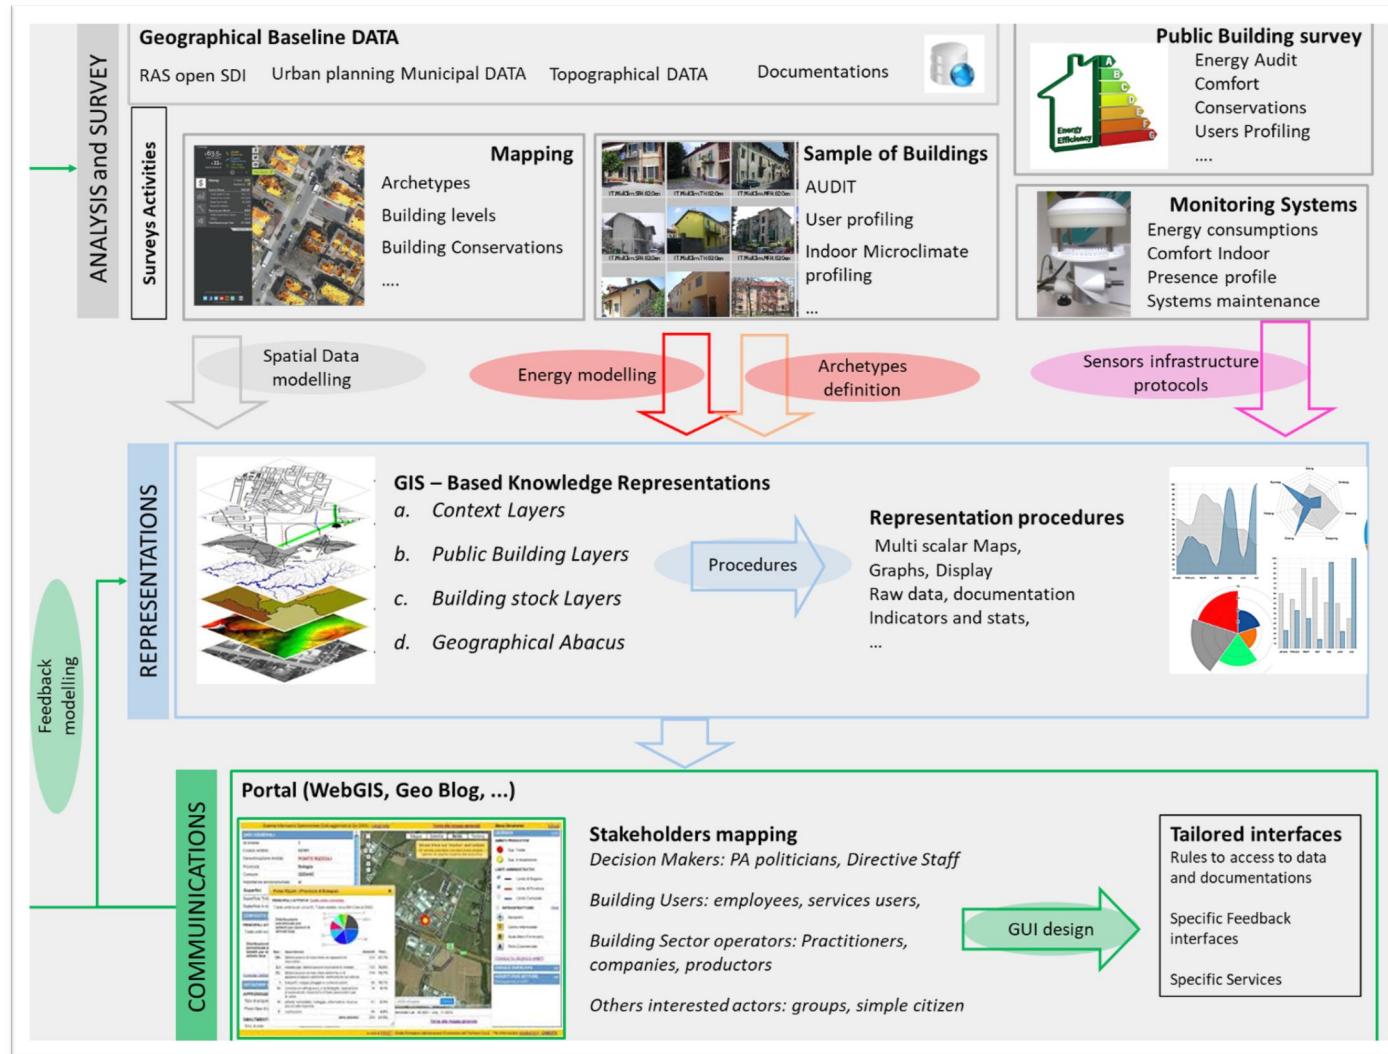 ANALYSIS and SURVEY
Geographical Baseline DATA
RAS open SDI
Urban planning Municipal DATA
Topographical DATA
Documentations
Public Building survey
Energy Audit
Comfort
Conservations
Users Profiling
....
A
B
C
D
E
F
G
Energy
Efficiency
Surveys Activities
Mapping
Archetypes
Building levels
Building Conservations
....
Sample of Buildings
AUDIT
User profiling
Indoor Microclimate
profiling
...
Monitoring Systems
Energy consumptions
Comfort Indoor
Presence profile
Systems maintenance
Spatial Data
modelling
Energy modelling
Archetypes
definition
Sensors infrastructure
protocols
REPRESENTATIONS
GIS – Based Knowledge Representations
a. Context Layers
b. Public Building Layers
c. Building stock Layers
d. Geographical Abacus
Procedures
Representation procedures
Multi scalar Maps,
Graphs, Display
Raw data, documentation
Indicators and stats,
...
Feedback
modelling
COMMUINICATIONS
Portal (WebGIS, Geo Blog, ...)
Stakeholders mapping
Decision Makers: PA politicians, Directive Staff
Building Users: employees, services users,
Building Sector operators: Practitioners,
companies, productors
Others interested actors: groups, simple citizen
GUI design
Tailored interfaces
Rules to access to data
and documentations
Specific Feedback
interfaces
Specific Services